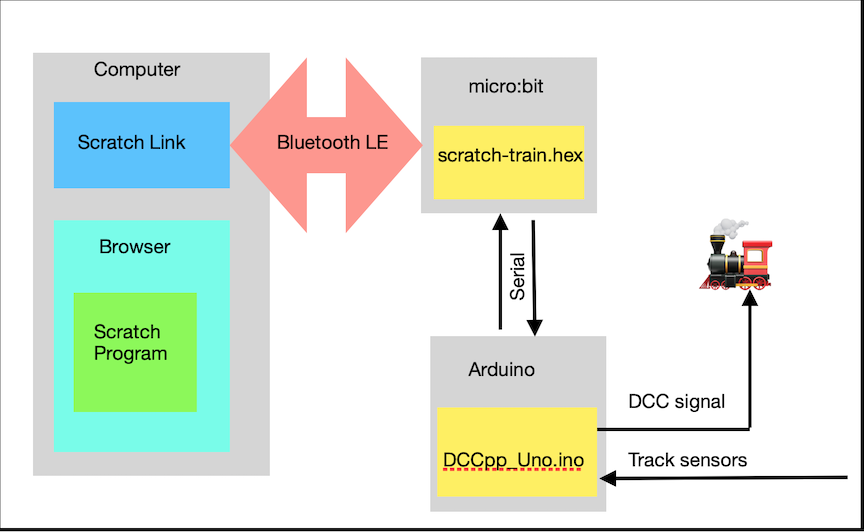 Computer
Scratch Link
Browser
Scratch
Program
Bluetooth LE
micro:bit
scratch-train.hex
Serial
Arduino
DCCpp_Uno.ino
DCC signal
Track sensors